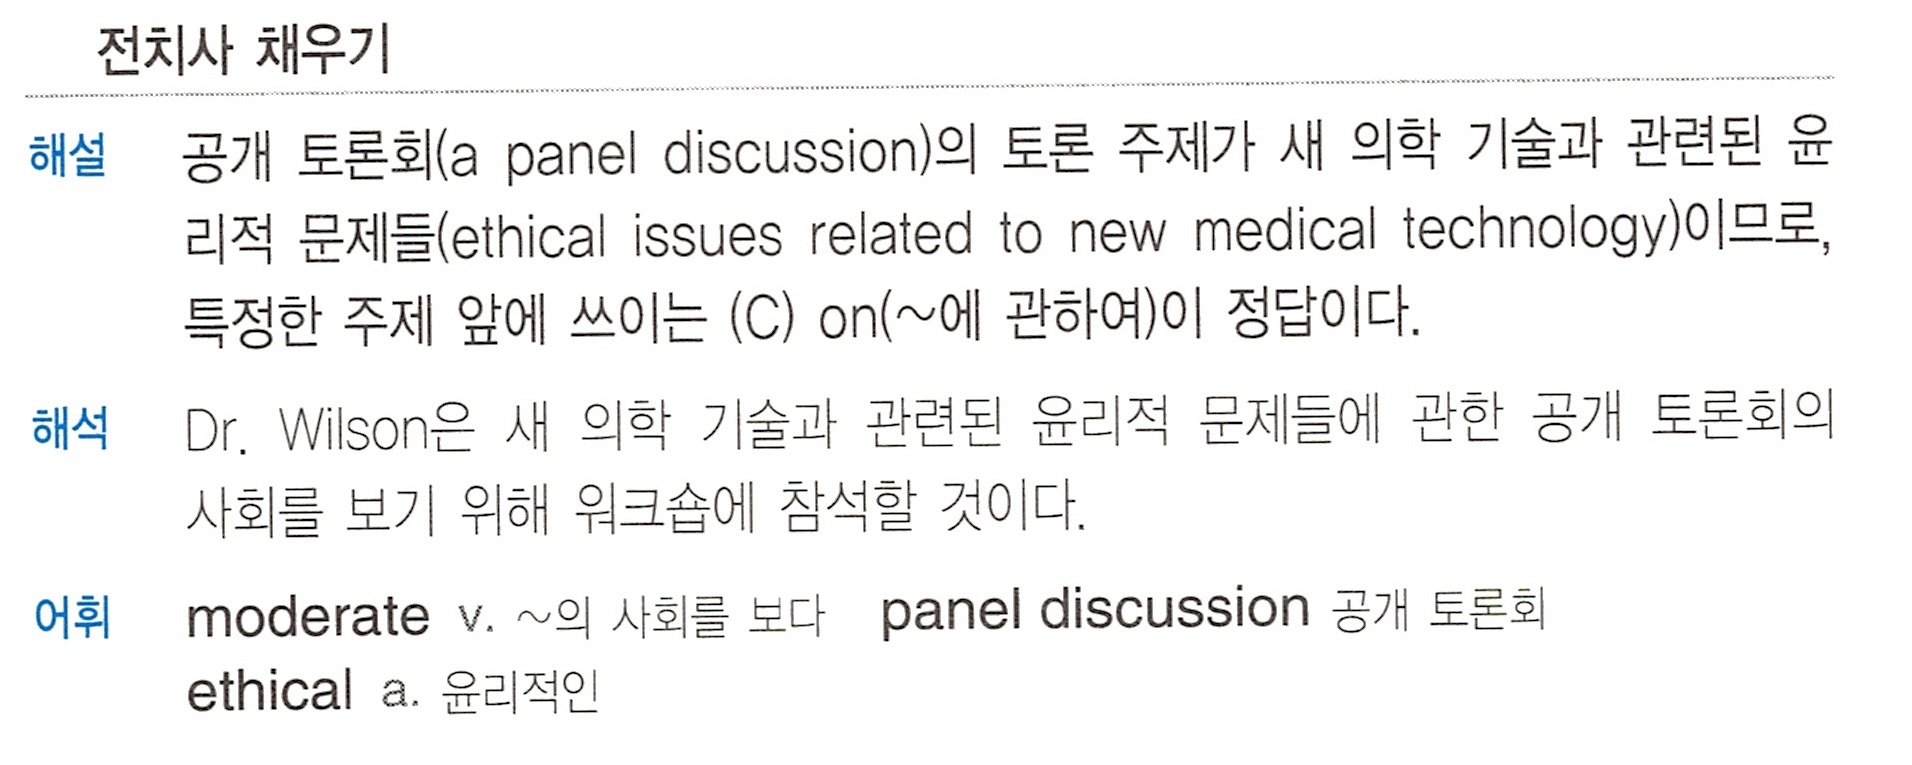 전치사 채우기
해설 공개 토론회(a panel discussion)의 토론 주제가 새 의학 기술과 관련된 윤
리적 문제들(ethical issues related to new medical technology)이므로,
특정한 주제 앞에 쓰이는 (C) on(~에 관하여)이 정답이다.
해석 Dr. Wilson은 새 의학 기술과 관련된 윤리적 문제들에 관한 공개 토론회의
사회를 보기 위해 워크숍에 참석할 것이다.
어휘 moderate v. ~의 사회를 보다 panel discussion 공개 토론회
ethical a. 윤리적인